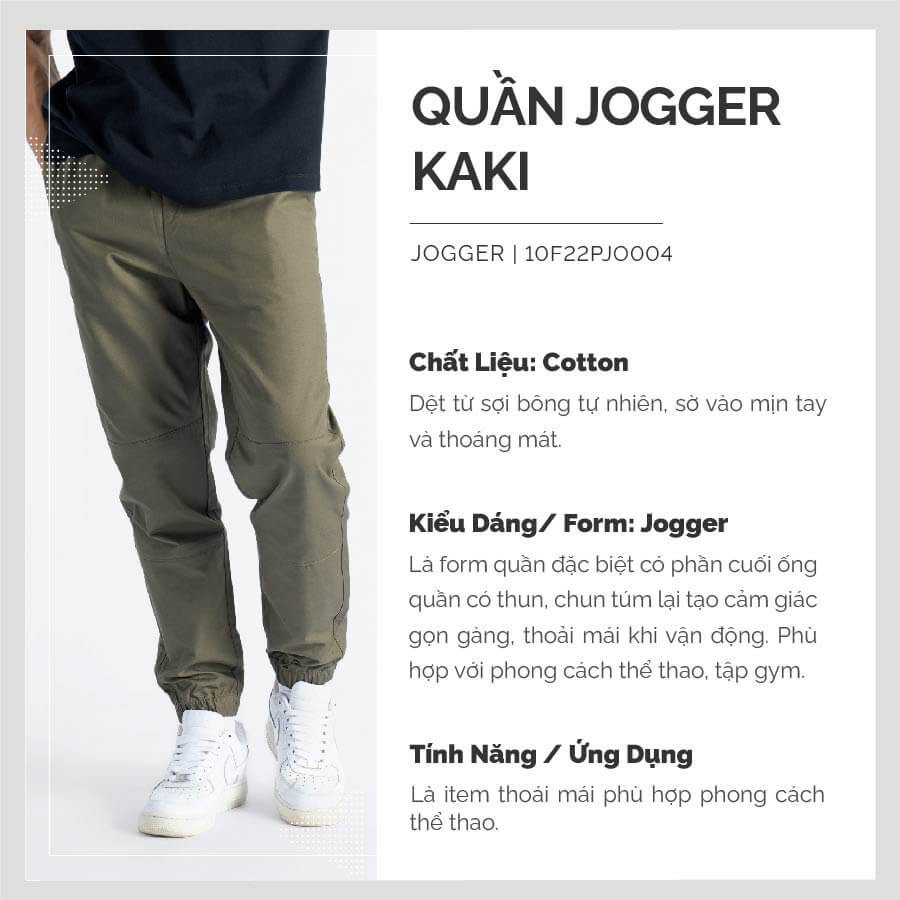 QUẦN JOGGER
KAKI
JOGGER | 10F22PJO004
Chất Liệu: Cotton
Dệt từ sợi bông tự nhiên, sờ vào mịn tay
và thoáng mát.
Kiểu Dáng/ Form: Jogger
Là form quần đặc biệt có phần cuối ống
quần có thun, chun túm lại tạo cảm giác
gọn gàng, thoải mái khi vận động. Phù
hợp với phong cách thể thao, tập gym.
Tính Năng / Ứng Dụng
Là item thoái mái phù hợp phong cách
thể thao.